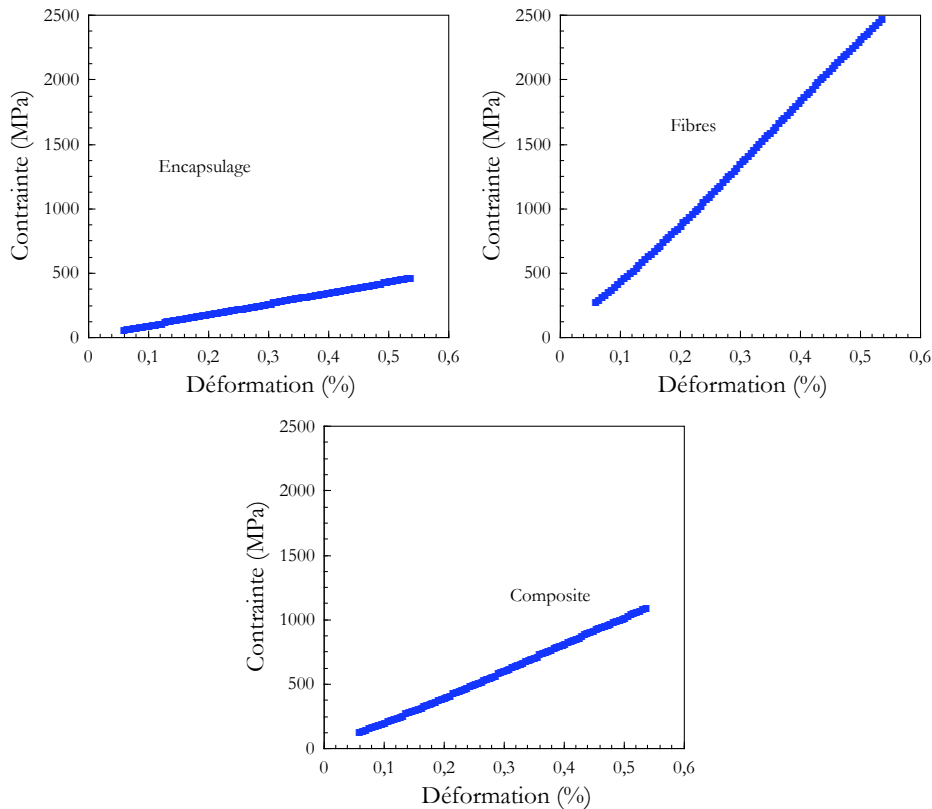 2500
2000
1500
1000
500
0
Contrainte (MPa)
Encapsulage
0 0,1 0,2 0,3 0,4 0,5 0,6
Déformation (%)
2500
2000
1500
1000
500
0
Contrainte (MPa)
Fibres
0 0,1 0,2 0,3 0,4 0,5 0,6
Déformation (%)
2500
2000
1500
1000
500
0
Contrainte (MPa)
Composite
0 0,1 0,2 0,3 0,4 0,5 0,6
Déformation (%)